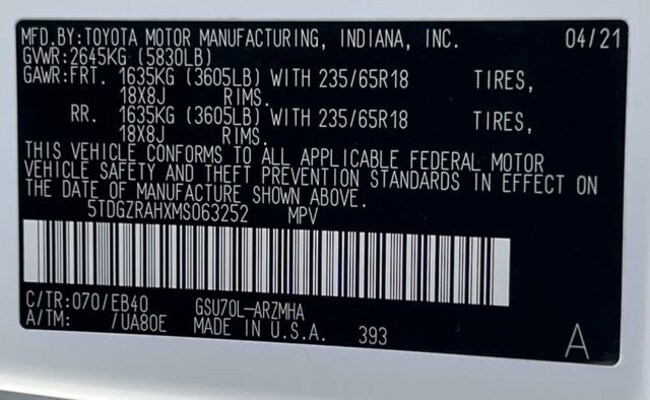 MFD.BY:TOYOTA MOTOR MANUFACTURING, INDIANA, INC. 04/21
GVWR:2645KG (5830LB)
GAWR:FRT. 1635KG (3605LB) WITH 235/65R18 TIRES,
18X8J RIMS.
RR. 1635KG (3605LB) WITH 235/65R18 TIRES,
18X8J RIMS.
THIS VEHICLE CONFORMS TO ALL APPLICABLE FEDERAL MOTOR
VEHICLE SAFETY AND THEFT PREVENTION STANDARDS IN EFFECT ON
THE DATE OF MANUFACTURE SHOWN ABOVE.
5TDGZRAHXMS063252 MPV
C/TR:070/EB40 GSU70L-ARZMHA
A/TM: /UA80E MADE IN U.S.A. 393 A